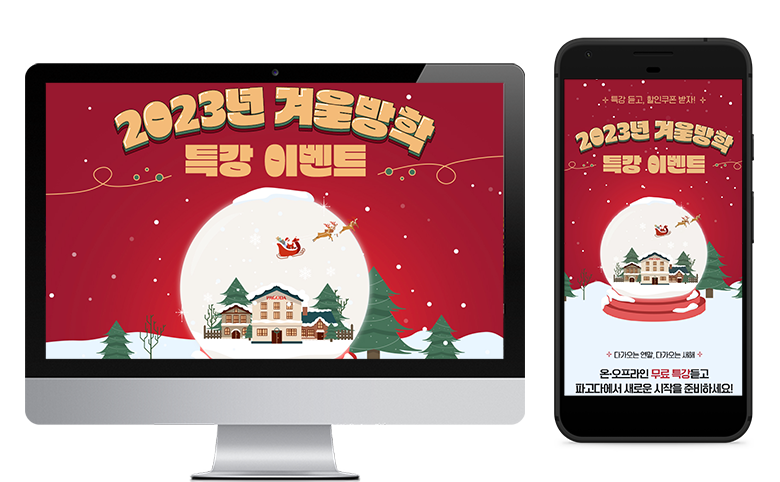 2023년 겨울방학
특강 이벤트
PAGODA
특강 듣고, 할인쿠폰 받자!
2023년 겨울방학
특강 이벤트
다가오는 연말, 다가오는 새해
온·오프라인 무료 특강듣고
파고다에서 새로운 시작을 준비하세요!